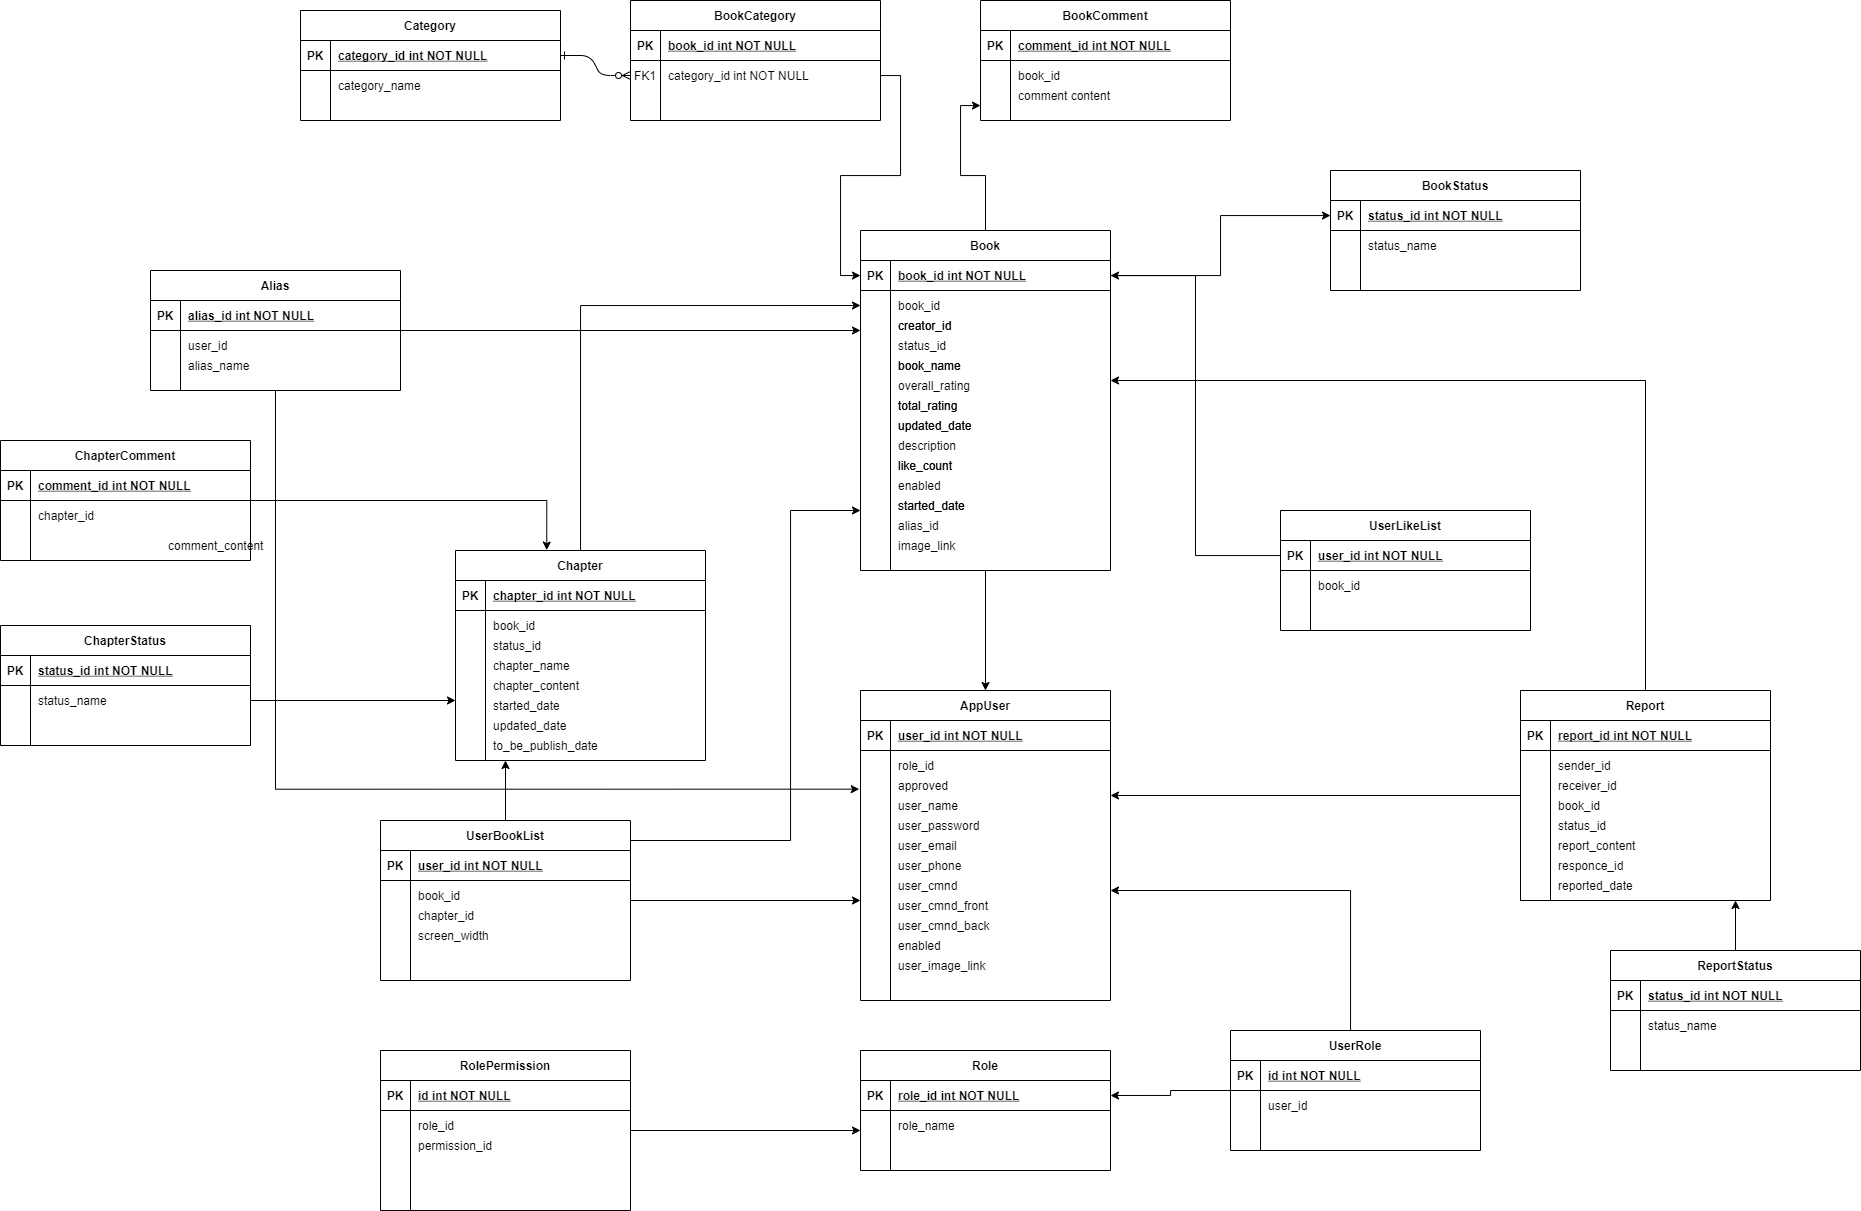 Category
PK category_id int NOT NULL
category_name
BookCategory
PK book_id int NOT NULL
FK1 category_id int NOT NULL
BookComment
PK comment_id int NOT NULL
book_id
comment content
BookStatus
PK status_id int NOT NULL
status_name
Book
PK book_id int NOT NULL
book_id
creator_id
status_id
book_name
overall_rating
total_rating
updated_date
description
like_count
enabled
started_date
alias_id
image_link
Alias
PK alias_id int NOT NULL
user_id
alias_name
ChapterComment
PK comment_id int NOT NULL
chapter_id
comment_content
Chapter
PK chapter_id int NOT NULL
book_id
status_id
chapter_name
chapter_content
started_date
updated_date
to_be_publish_date
UserLikeList
PK user_id int NOT NULL
book_id
ChapterStatus
PK status_id int NOT NULL
status_name
AppUser
PK user_id int NOT NULL
role_id
approved
user_name
user_password
user_email
user_phone
user_cmnd
user_cmnd_front
user_cmnd_back
enabled
user_image_link
Report
PK report_id int NOT NULL
sender_id
receiver_id
book_id
status_id
report_content
responce_id
reported_date
UserBookList
PK user_id int NOT NULL
book_id
chapter_id
screen_width
ReportStatus
PK status_id int NOT NULL
status_name
RolePermission
PK id int NOT NULL
role_id
permission_id
Role
PK role_id int NOT NULL
role_name
UserRole
PK id int NOT NULL
user_id